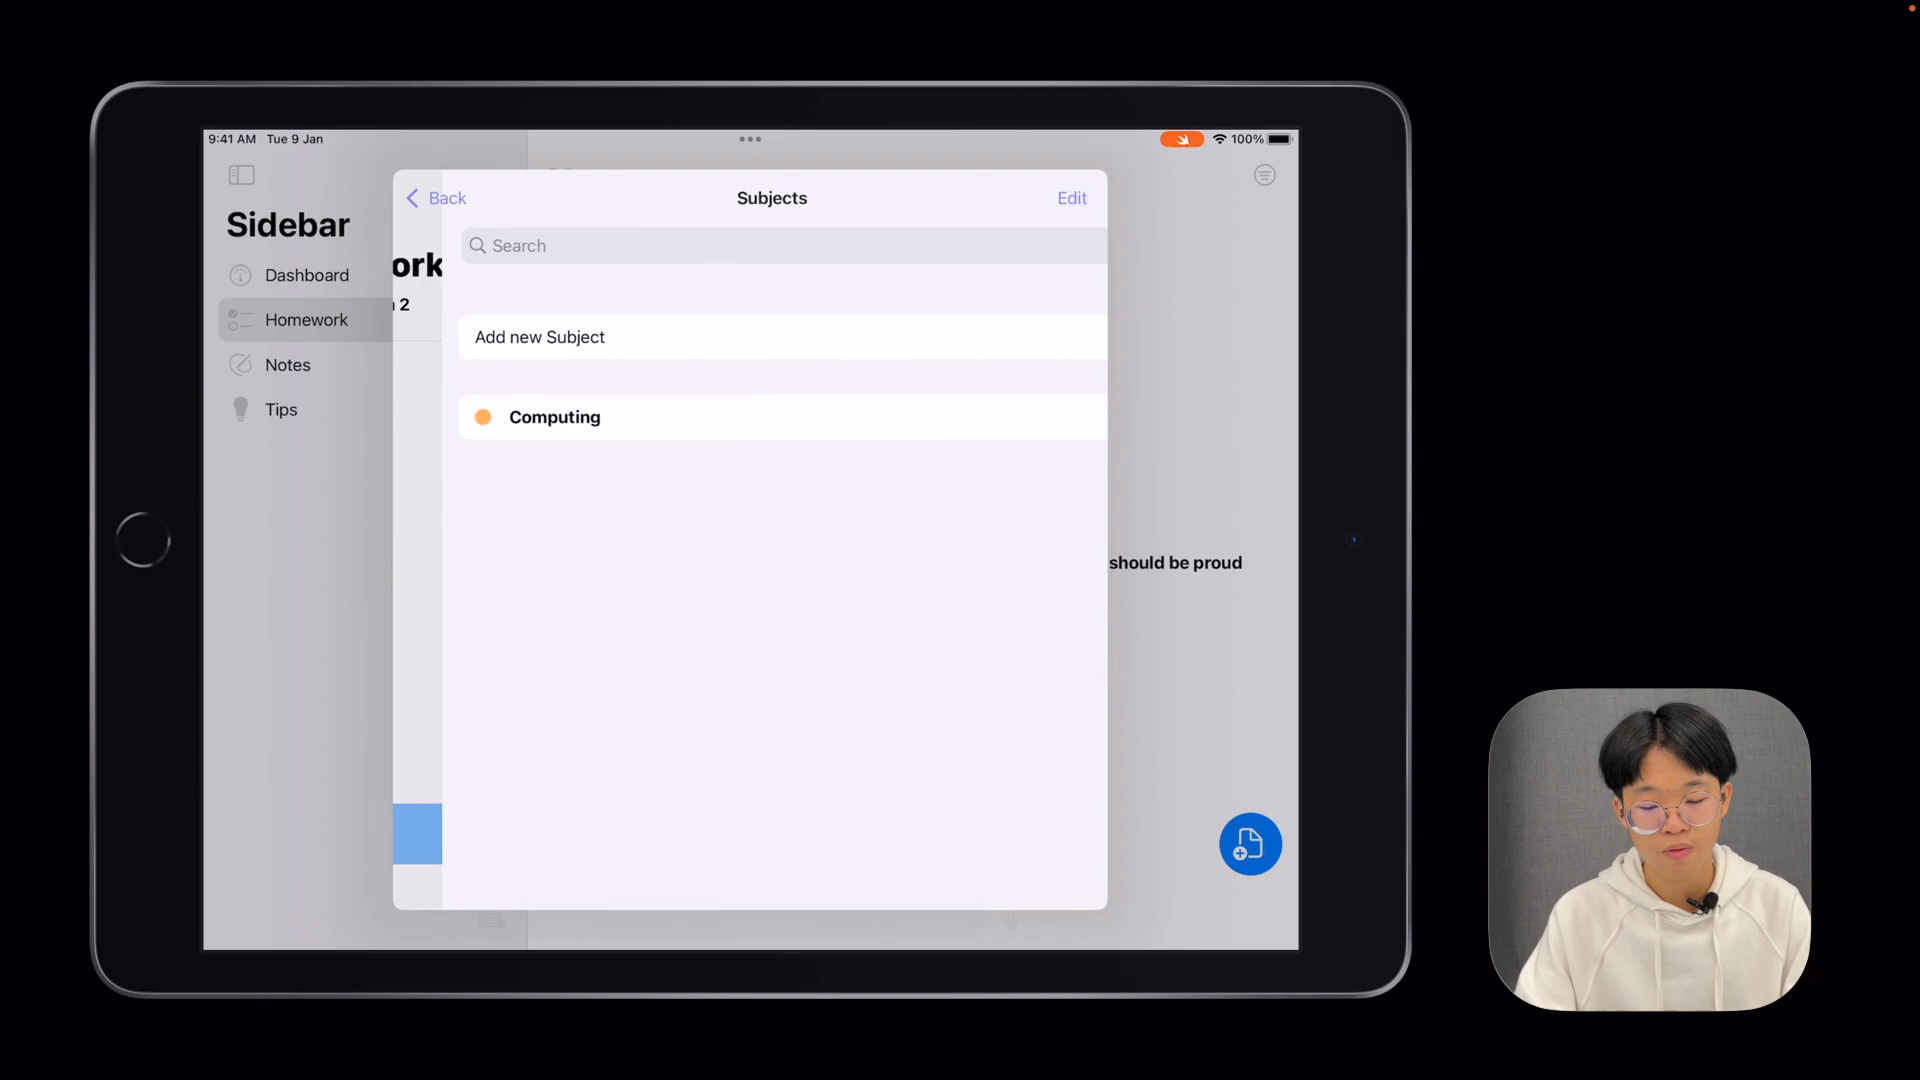 9:41 AM Tue 9 Jan
100%
Sidebar
Dashboard
Homework
Notes
Tips
ork
2
Back
Subjects
Edit
Search
Add new Subject
Computing
should be proud